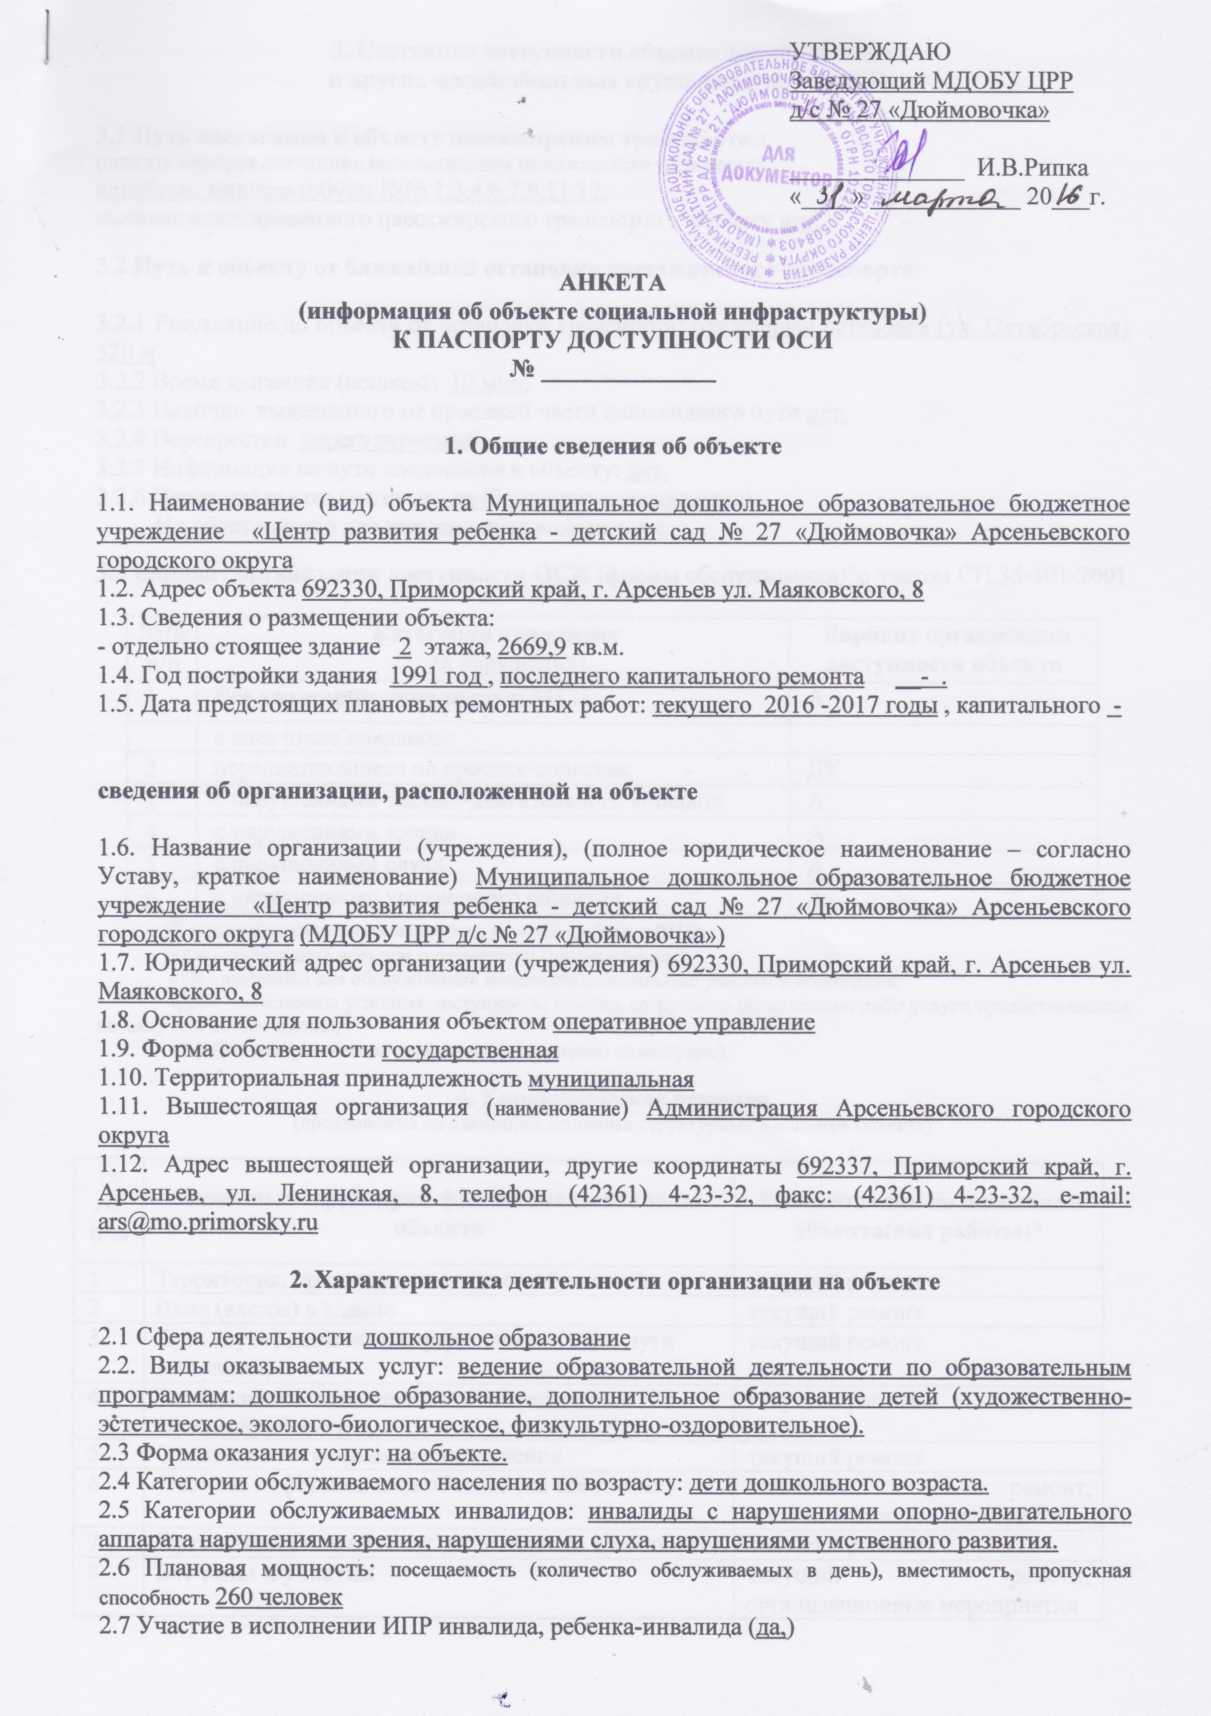 УТВЕРЖДАЮ
Заведующий МДОБУ ЦРР
д/с № 27 «Дюймовочка»
ДЛЯ
ДОКУМЕНТОВ
_______________ И.В.Рипка
« 31 » марта 2016 г.
АНКЕТА
(информация об объекте социальной инфраструктуры)
К ПАСПОРТУ ДОСТУПНОСТИ ОСИ
№ _______________
1. Общие сведения об объекте
1.1. Наименование (вид) объекта Муниципальное дошкольное образовательное бюджетное
учреждение «Центр развития ребенка - детский сад № 27 «Дюймовочка» Арсеньевского
городского округа
1.2. Адрес объекта 692330, Приморский край, г. Арсеньев ул. Маяковского, 8
1.3. Сведения о размещении объекта:
- отдельно стоящее здание 2 этажа, 2669,9 кв.м.
1.4. Год постройки здания 1991 год , последнего капитального ремонта __- .
1.5. Дата предстоящих плановых ремонтных работ: текущего 2016 -2017 годы , капитального -
сведения об организации, расположенной на объекте
1.6. Название организации (учреждения), (полное юридическое наименование – согласно
Уставу, краткое наименование) Муниципальное дошкольное образовательное бюджетное
учреждение «Центр развития ребенка - детский сад № 27 «Дюймовочка» Арсеньевского
городского округа (МДОБУ ЦРР д/с № 27 «Дюймовочка»)
1.7. Юридический адрес организации (учреждения) 692330, Приморский край, г. Арсеньев ул.
Маяковского, 8
1.8. Основание для пользования объектом оперативное управление
1.9. Форма собственности государственная
1.10. Территориальная принадлежность муниципальная
1.11. Вышестоящая организация (наименование) Администрация Арсеньевского городского
округа
1.12. Адрес вышестоящей организации, другие координаты 692337, Приморский край, г.
Арсеньев, ул. Ленинская, 8, телефон (42361) 4-23-32, факс: (42361) 4-23-32, e-mail:
ars@mo.primorsky.ru
2. Характеристика деятельности организации на объекте
2.1 Сфера деятельности дошкольное образование
2.2. Виды оказываемых услуг: ведение образовательной деятельности по образовательным
программам: дошкольное образование, дополнительное образование детей (художественно-
эстетическое, эколого-биологическое, физкультурно-оздоровительное).
2.3 Форма оказания услуг: на объекте.
2.4 Категории обслуживаемого населения по возрасту: дети дошкольного возраста.
2.5 Категории обслуживаемых инвалидов: инвалиды с нарушениями опорно-двигательного
аппарата нарушениями зрения, нарушениями слуха, нарушениями умственного развития.
2.6 Плановая мощность: посещаемость (количество обслуживаемых в день), вместимость, пропускная
способность 260 человек
2.7 Участие в исполнении ИПР инвалида, ребенка-инвалида (да,)